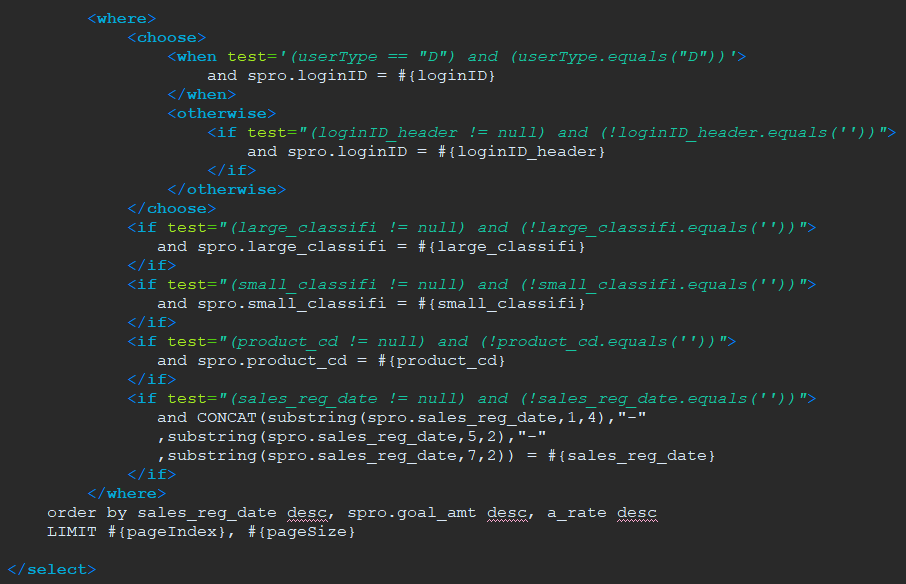 <where>
<choose>
<when test='(userType == "D") and (userType.equals("D"))'>
and spro.loginID = #{loginID}
</when>
<otherwise>
<if test="(loginID_header != null) and (!loginID_header.equals(''))">
and spro.loginID = #{loginID_header}
</if>
</otherwise>
</choose>
<if test="(large_classifi != null) and (!large_classifi.equals(''))">
and spro.large_classifi = #{large_classifi}
</if>
<if test="(small_classifi != null) and (!small_classifi.equals(''))">
and spro.small_classifi = #{small_classifi}
</if>
<if test="(product_cd != null) and (!product_cd.equals(''))">
and spro.product_cd = #{product_cd}
</if>
<if test="(sales_reg_date != null) and (!sales_reg_date.equals(''))">
and CONCAT(substring(spro.sales_reg_date,1,4),"-"
,substring(spro.sales_reg_date,5,2),"-"
,substring(spro.sales_reg_date,7,2)) = #{sales_reg_date}
</if>
</where>
order by sales_reg_date desc, spro.goal_amt desc, a_rate desc
LIMIT #{pageIndex}, #{pageSize}
</select>